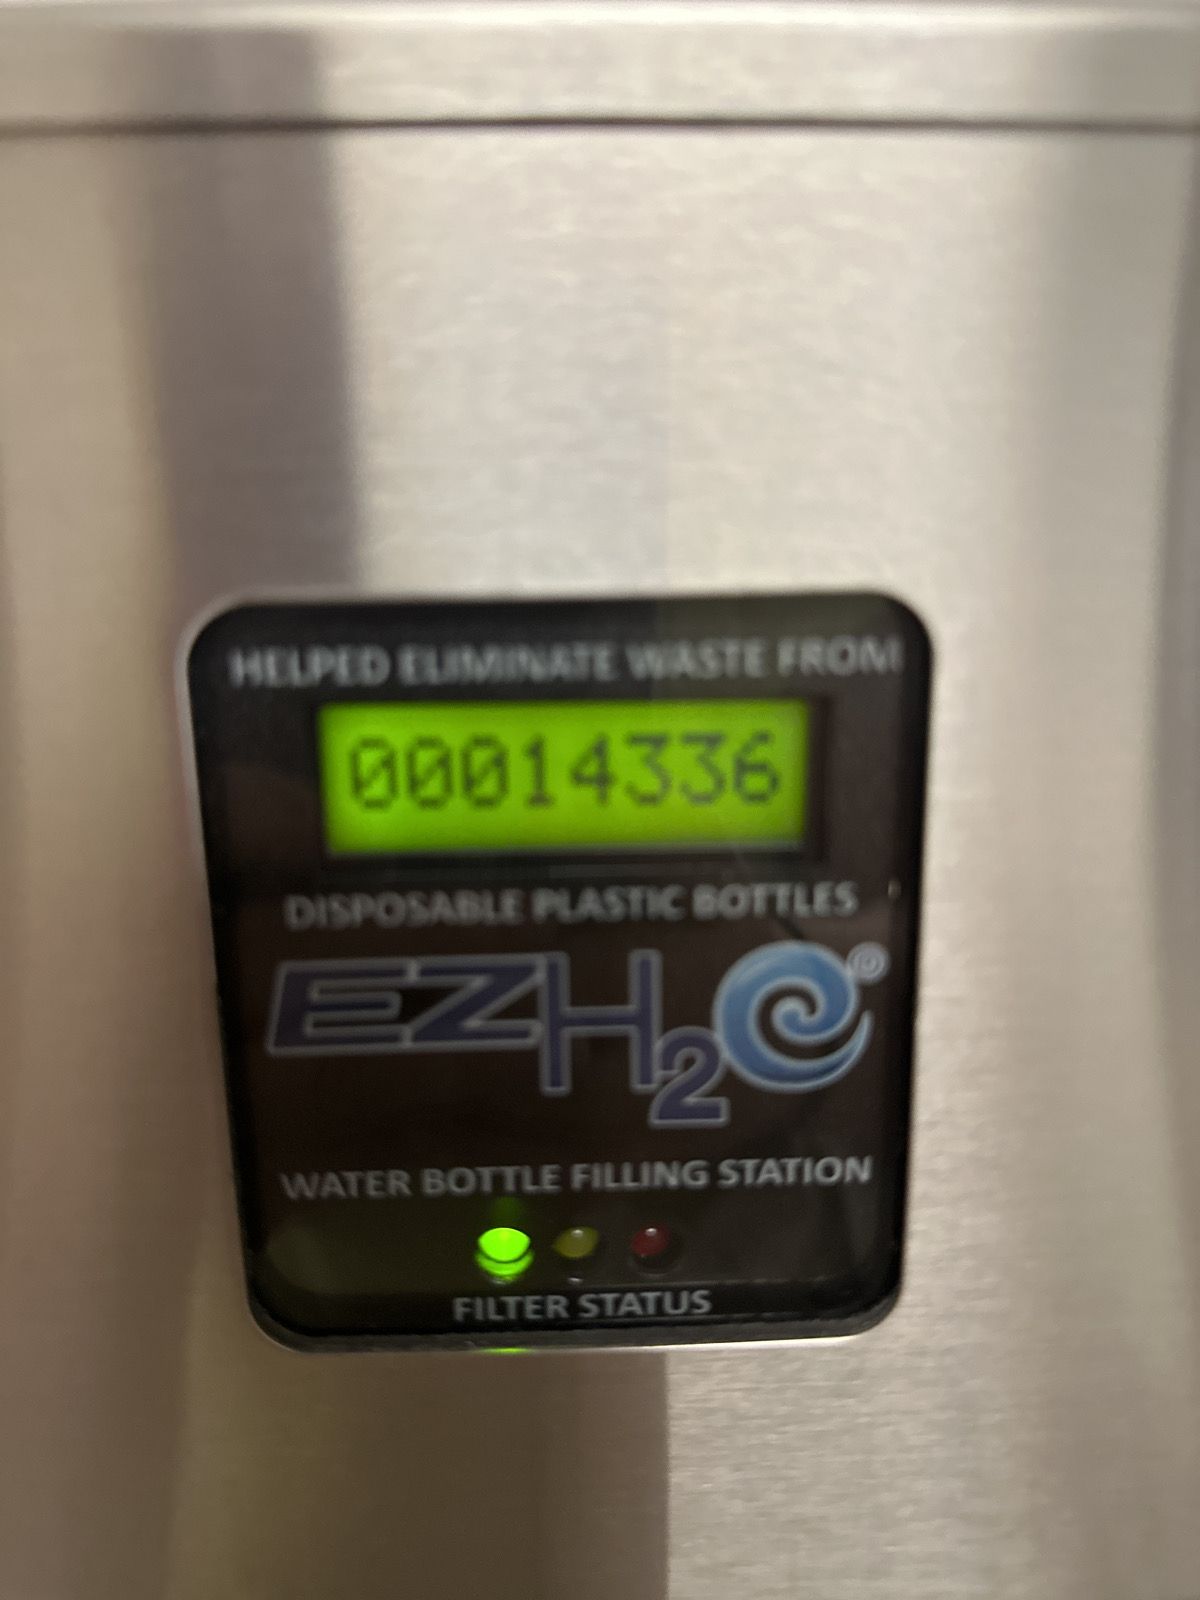 HELPED ELIMINATE WASTE FROM
00014336
DISPOSABLE PLASTIC BOTTLES
EZH2O®
WATER BOTTLE FILLING STATION
FILTER STATUS